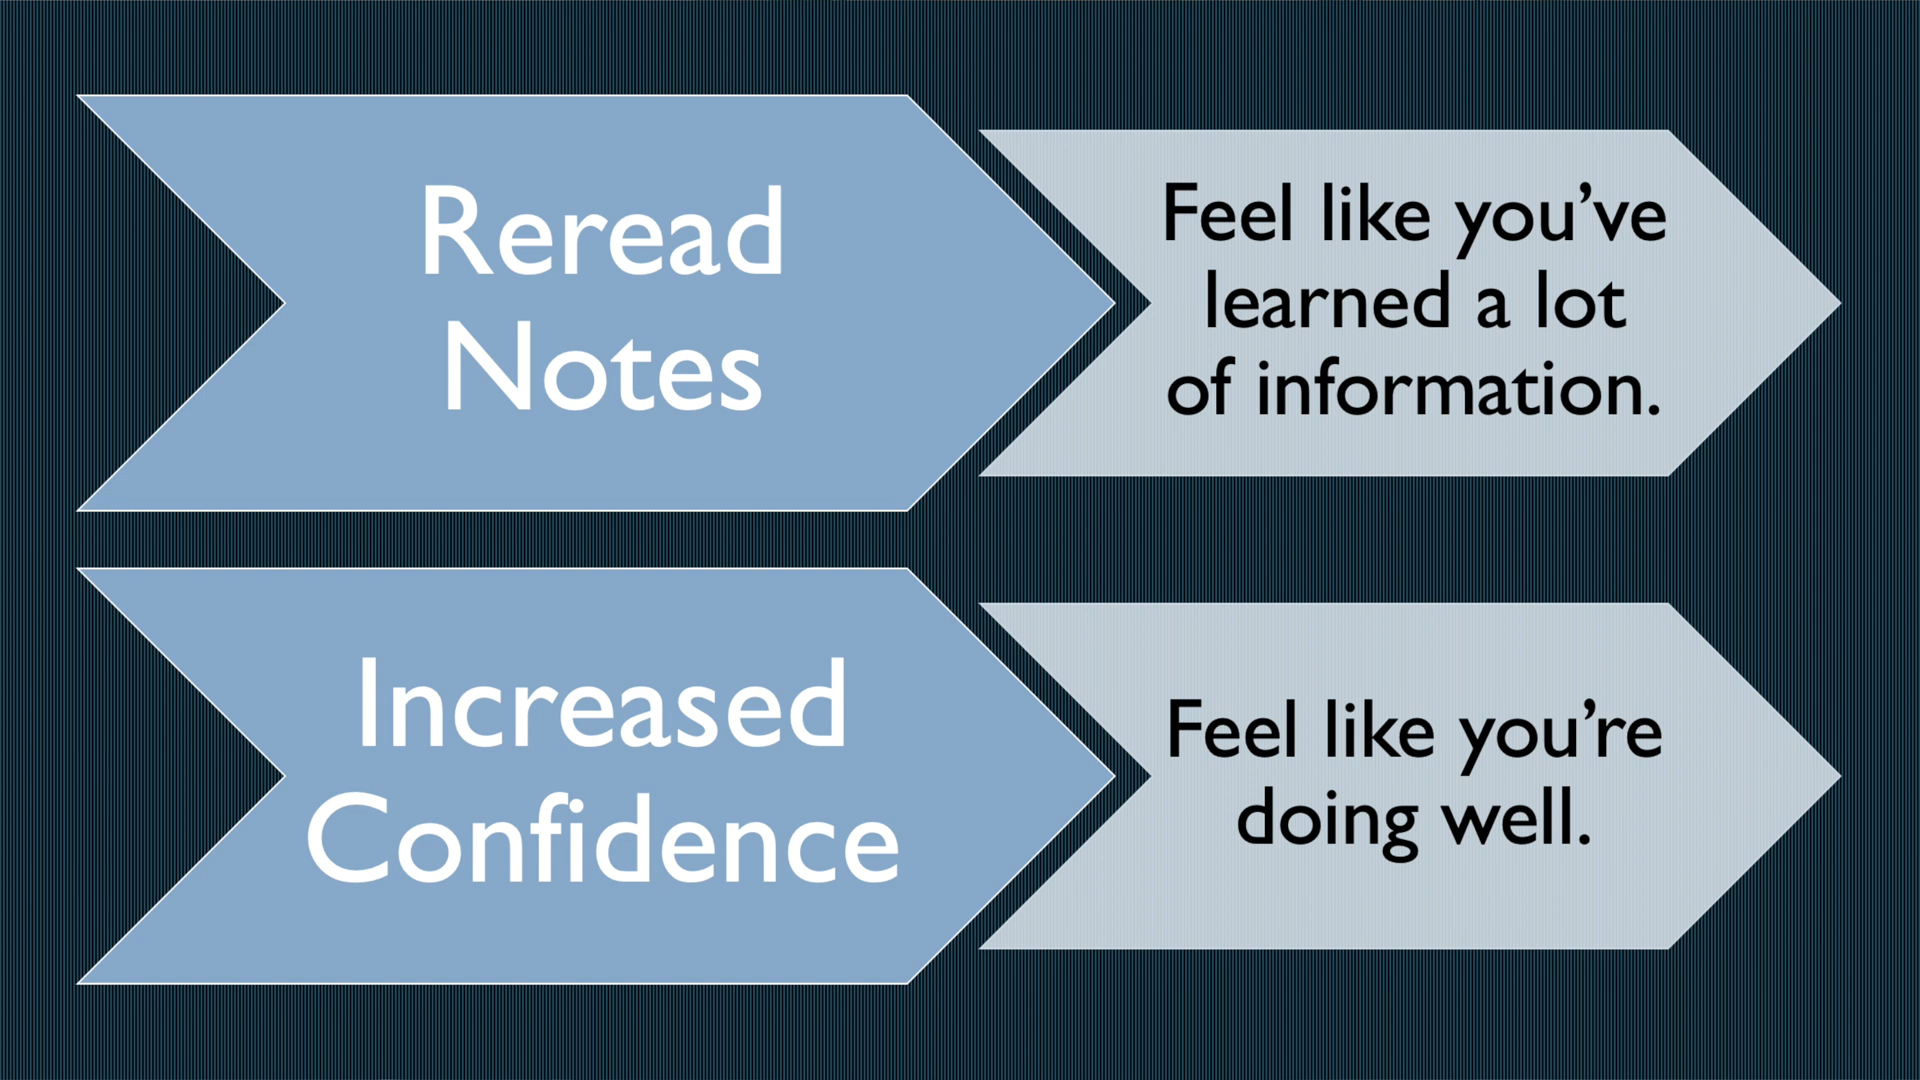 Reread
Notes
Feel like you’ve
learned a lot
of information.
Increased
Confidence
Feel like you’re
doing well.